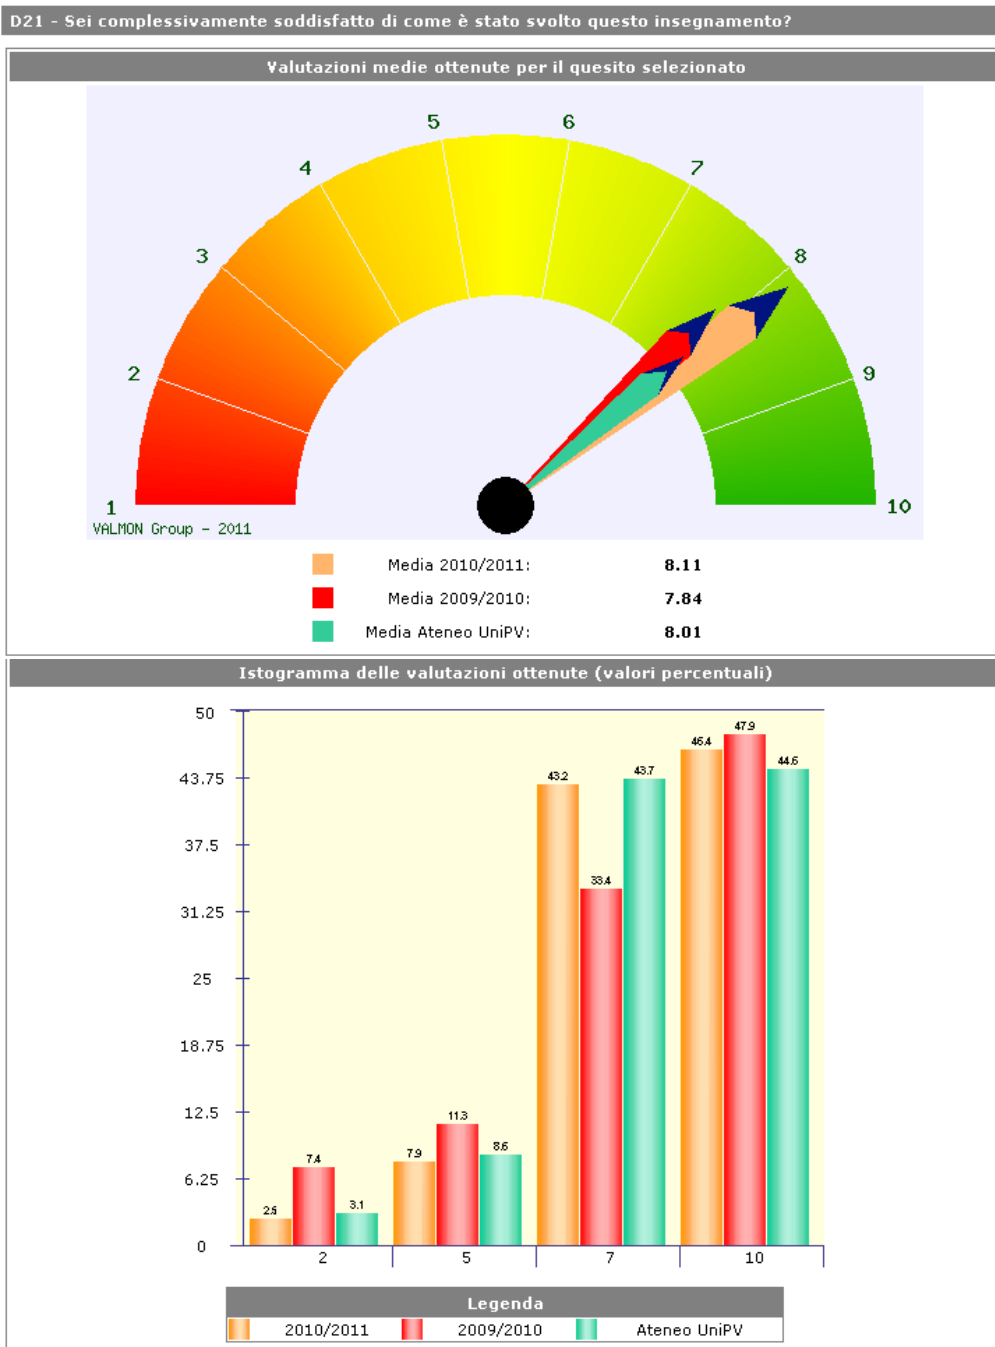 D21 - Sei complessivamente soddisfatto di come è stato svolto questo insegnamento?
Valutazioni medie ottenute per il quesito selezionato
5 6
4 7
3 8
2 9
1 10
VALMON Group - 2011
Media 2010/2011: 8.11
Media 2009/2010: 7.84
Media Ateneo UniPV: 8.01
Istogramma delle valutazioni ottenute (valori percentuali)
50
47.9
46.4
44.6
43.75
43.2
43.7
37.5
33.4
31.25
25
18.75
12.5
11.3
7.4
7.9
8.6
6.25
2.5
3.1
0
2 5 7 10
Legenda
2010/2011 2009/2010 Ateneo UniPV